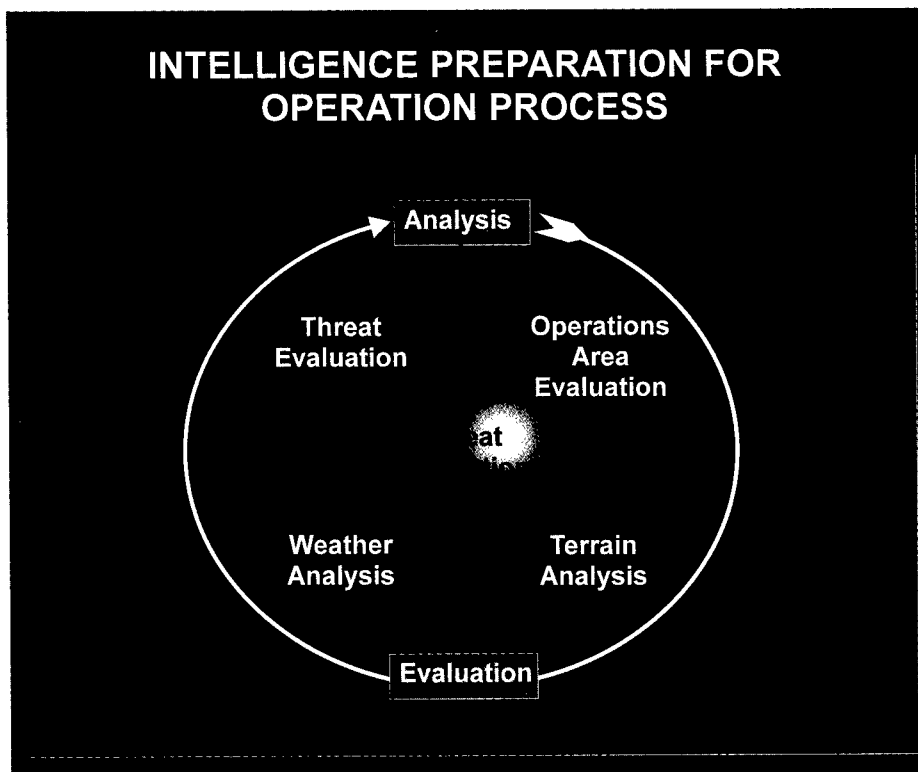 INTELLIGENCE PREPARATION FOR
OPERATION PROCESS
Analysis
Threat
Evaluation
Operations
Area
Evaluation
Weather
Analysis
Terrain
Analysis
Evaluation